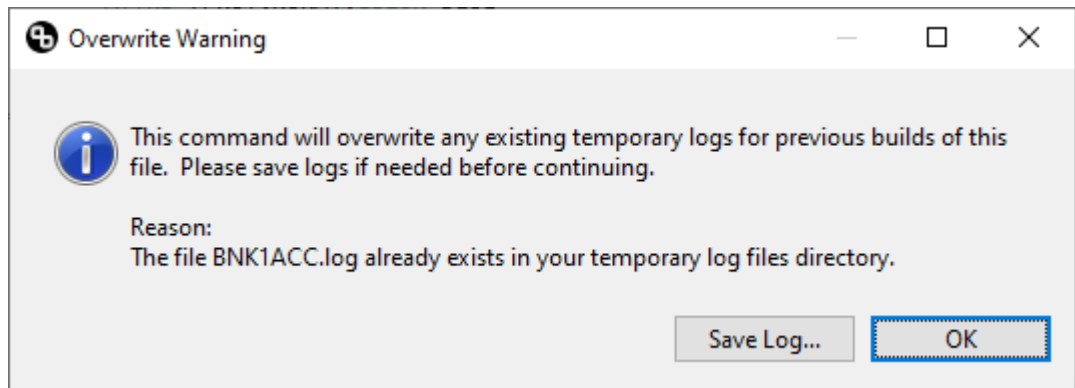 Overwrite Warning
This command will overwrite any existing temporary logs for previous builds of this
file.  Please save logs if needed before continuing.
Reason:
The file BNK1ACC.log already exists in your temporary log files directory.
Save Log...
OK